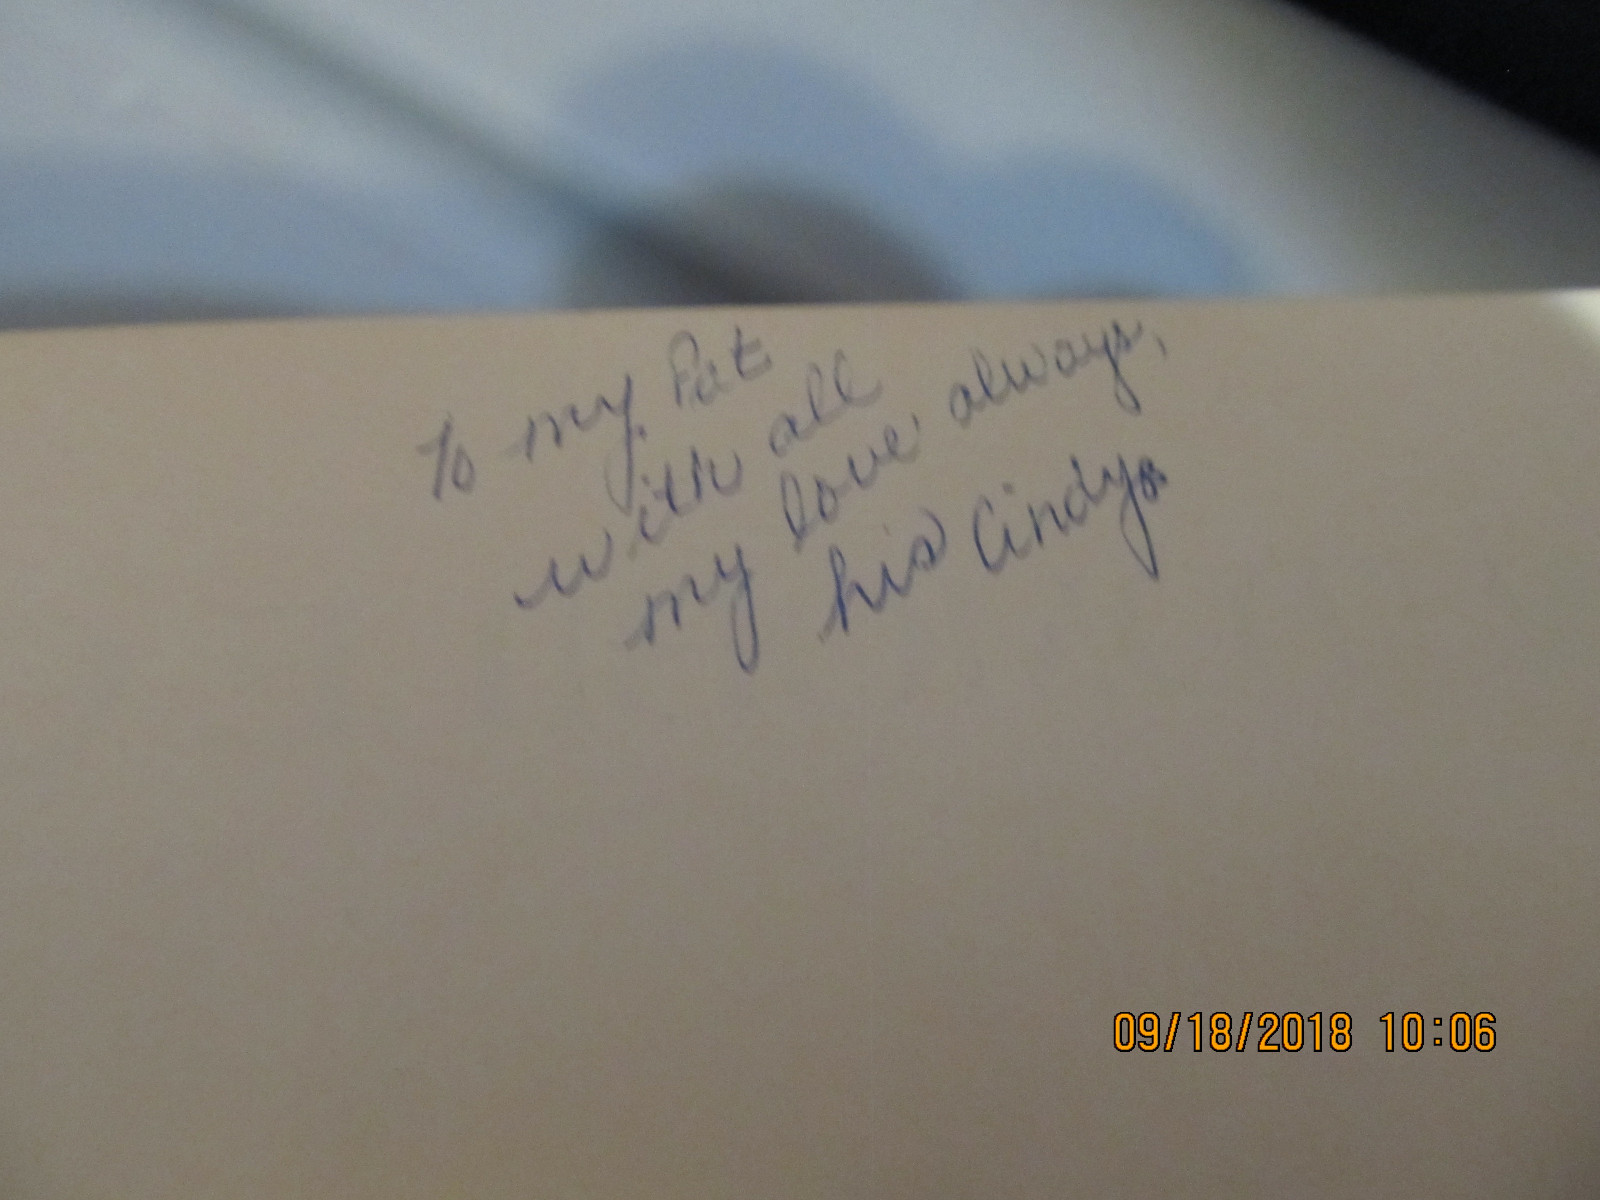 To my Pat
with all
my love always,
his Cindy
09/18/2018 10:06